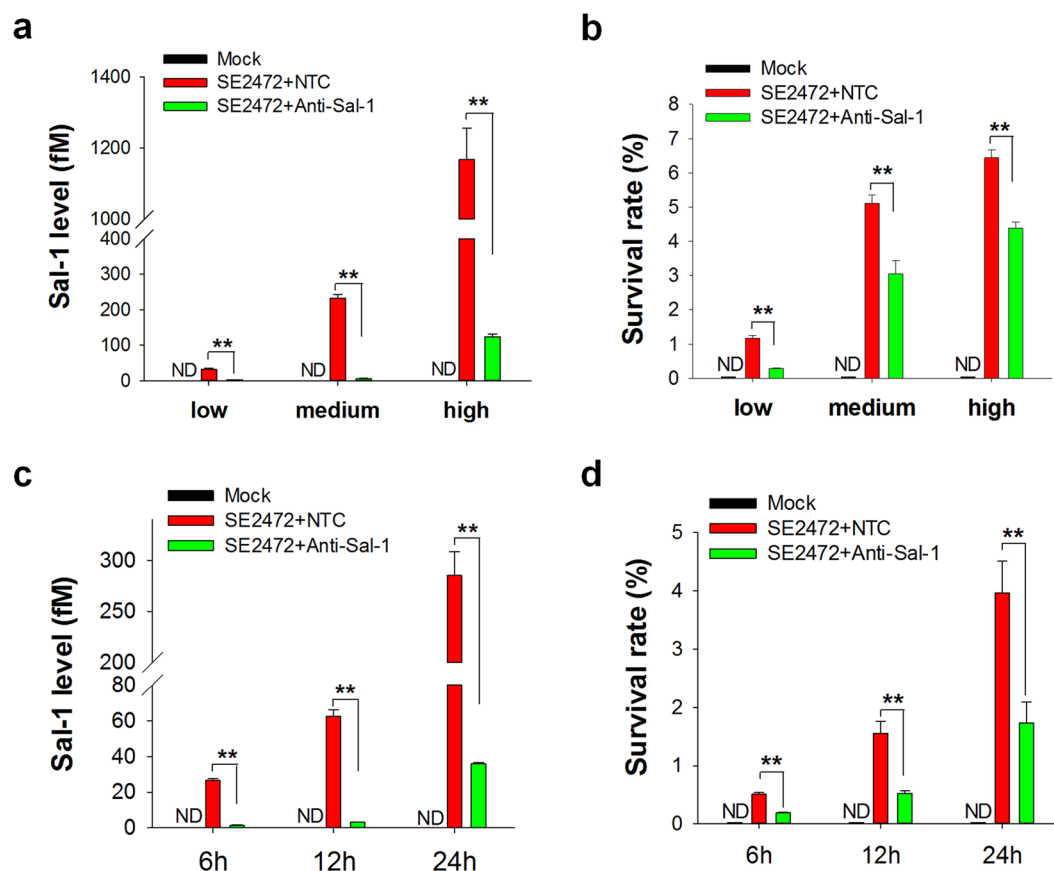 a
Mock
SE2472+NTC
SE2472+Anti-Sal-1
Sal-1 level (fM)
1400
1200
1000
400
300
200
100
0
**
**
**
ND
ND
ND
low
medium
high
b
Mock
SE2472+NTC
SE2472+Anti-Sal-1
Survival rate (%)
8
7
6
5
4
3
2
1
0
**
**
**
ND
ND
ND
low
medium
high
c
Mock
SE2472+NTC
SE2472+Anti-Sal-1
Sal-1 level (fM)
300
250
200
80
60
40
20
0
**
**
**
ND
ND
ND
6h
12h
24h
d
Mock
SE2472+NTC
SE2472+Anti-Sal-1
Survival rate (%)
5
4
3
2
1
0
**
**
**
ND
ND
ND
6h
12h
24h